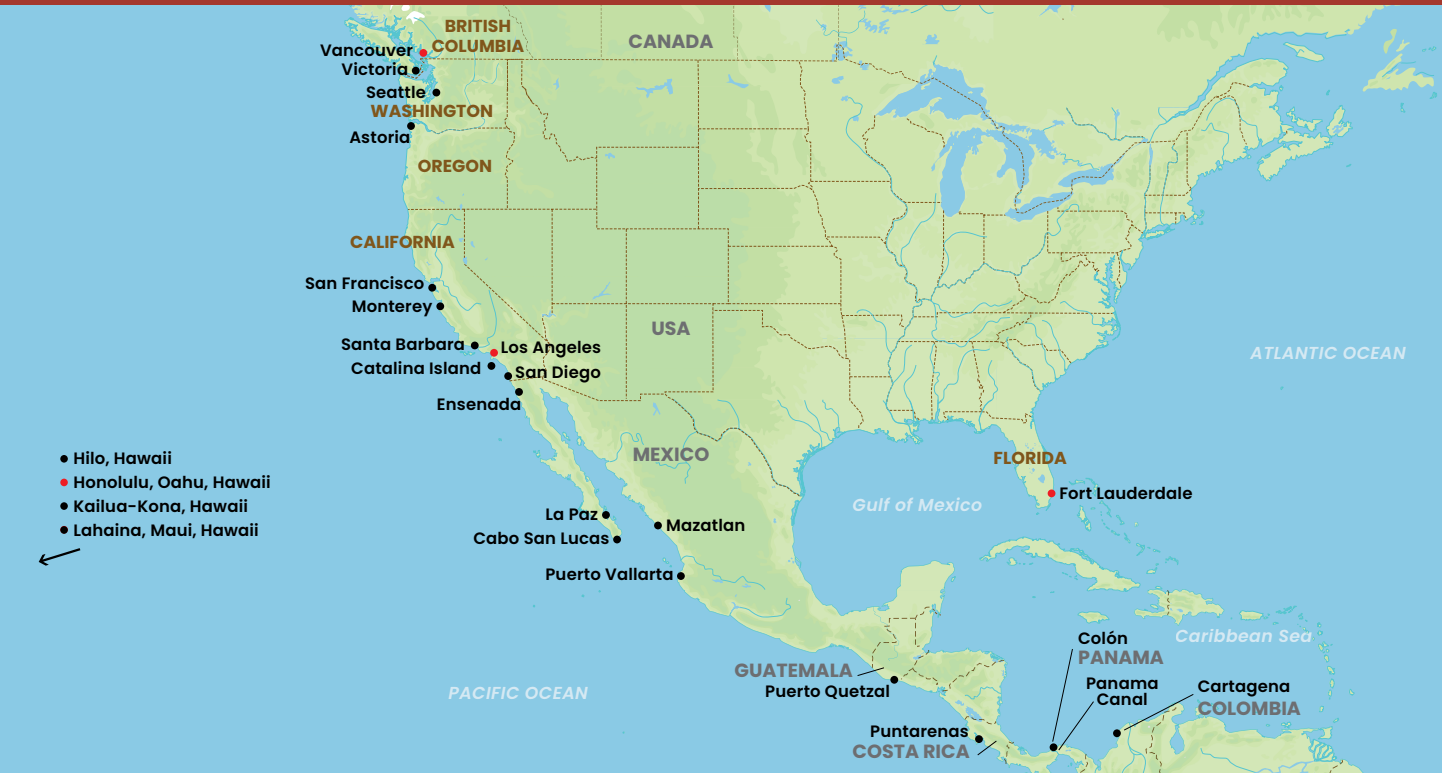 BRITISH
COLUMBIA
CANADA
Vancouver
Victoria
Seattle
WASHINGTON
Astoria
OREGON
CALIFORNIA
San Francisco
Monterey
USA
Santa Barbara
Los Angeles
ATLANTIC OCEAN
Catalina Island
San Diego
Ensenada
Hilo, Hawaii
Honolulu, Oahu, Hawaii
Kailua-Kona, Hawaii
Lahaina, Maui, Hawaii
MEXICO
FLORIDA
Fort Lauderdale
Gulf of Mexico
La Paz
Mazatlan
Cabo San Lucas
Puerto Vallarta
Caribbean Sea
Colón
PANAMA
GUATEMALA
Puerto Quetzal
PACIFIC OCEAN
Panama
Canal
Cartagena
COLOMBIA
Puntarenas
COSTA RICA